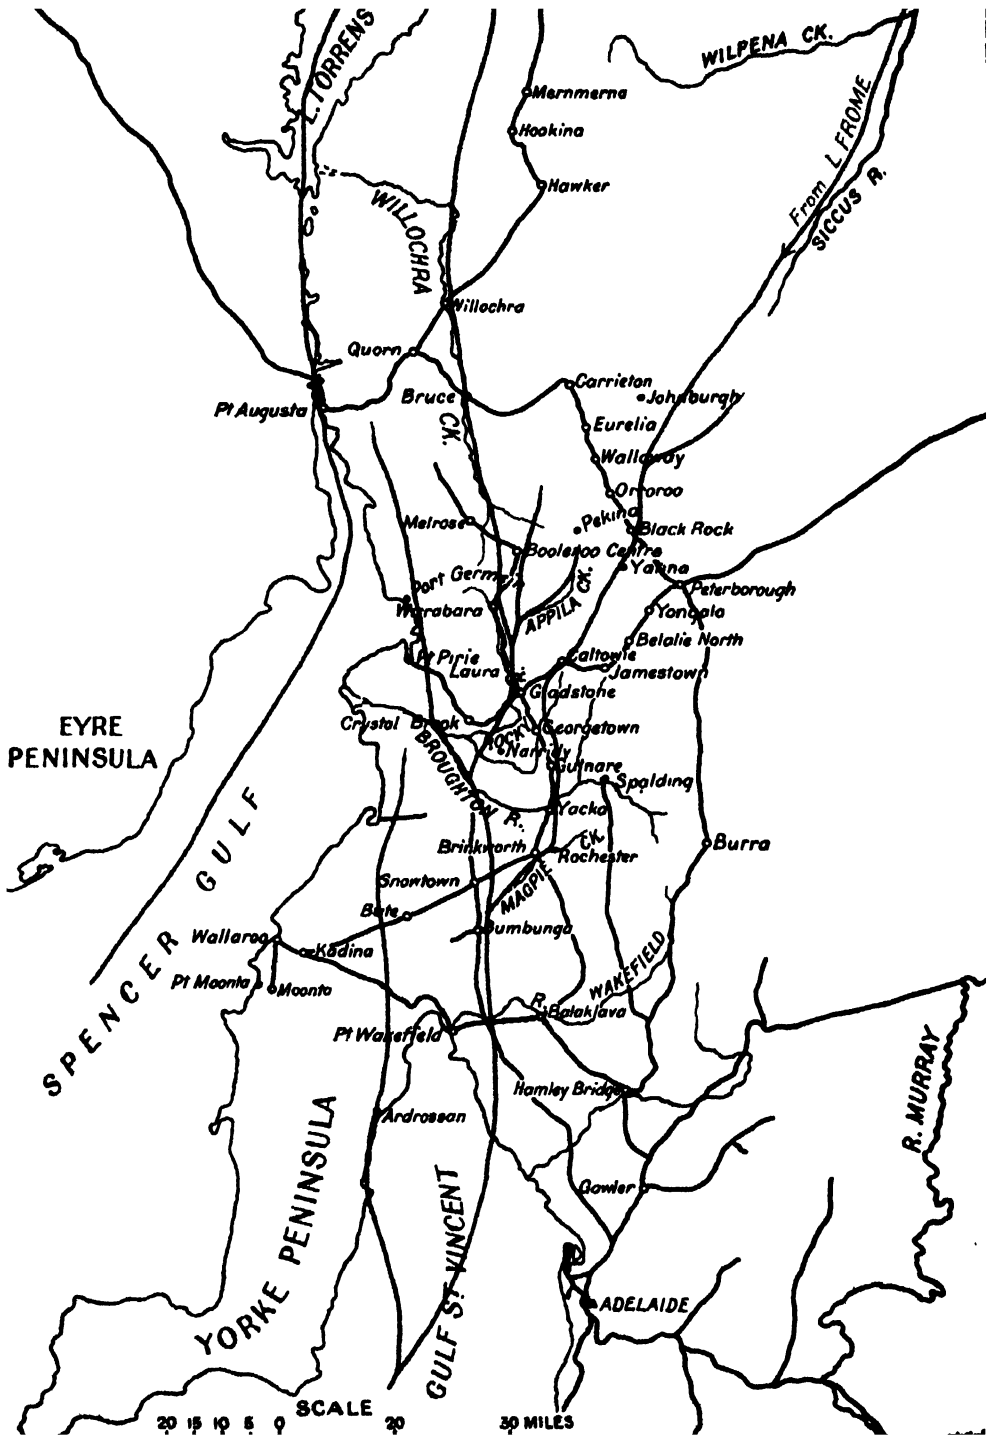 L. TORRENS
WILPENA CK.
Mernmerna
Hookina
Hawker
From L. FROME
SICCUS R.
WILLOCHRA
Willochra
Quorn
Carrieton
Johnburgh
Bruce
Pt Augusta
CK.
Eurelia
Walloway
Orroroo
Pekina
Melrose
Black Rock
Booleroo Centre
Yatina
Port Germein
APPILA CK.
Peterborough
Wirrabara
Yongala
Belalie North
Pt Pirie
Caltowie
Laura
Jamestown
Gladstone
EYRE
PENINSULA
Crystal Brook
Georgetown
ROCKY
Narridy
Gulnare
BROUGHTON R.
Spalding
Yacka
SPENCER GULF
Brinkworth
CK.
Rochester
Burra
MAGPIE
Snowtown
Bute
Bumbunga
Wallaroo
Kadina
WAKEFIELD
R.
Pt Moonta
Moonta
Balaklava
Pt Wakefield
Hamley Bridge
R. MURRAY
Ardrossan
YORKE PENINSULA
GULF ST. VINCENT
Gawler
ADELAIDE
SCALE
20 15 10 5 0 20 30 MILES